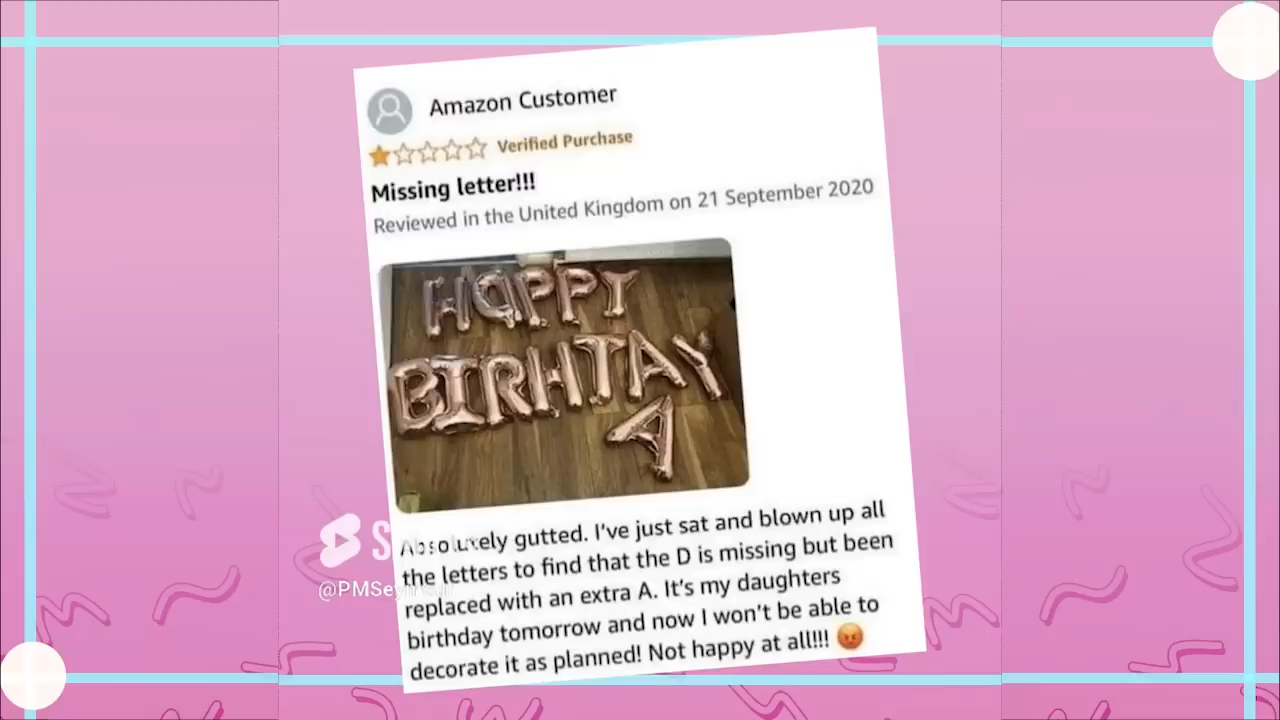 Amazon Customer
Verified Purchase
Missing letter!!!
Reviewed in the United Kingdom on 21 September 2020
HAPPY
BIRHTAY
A
Absolutely gutted. I've just sat and blown up all
the letters to find that the D is missing but been
replaced with an extra A. It's my daughters
birthday tomorrow and now I won't be able to
decorate it as planned! Not happy at all!!! 😡